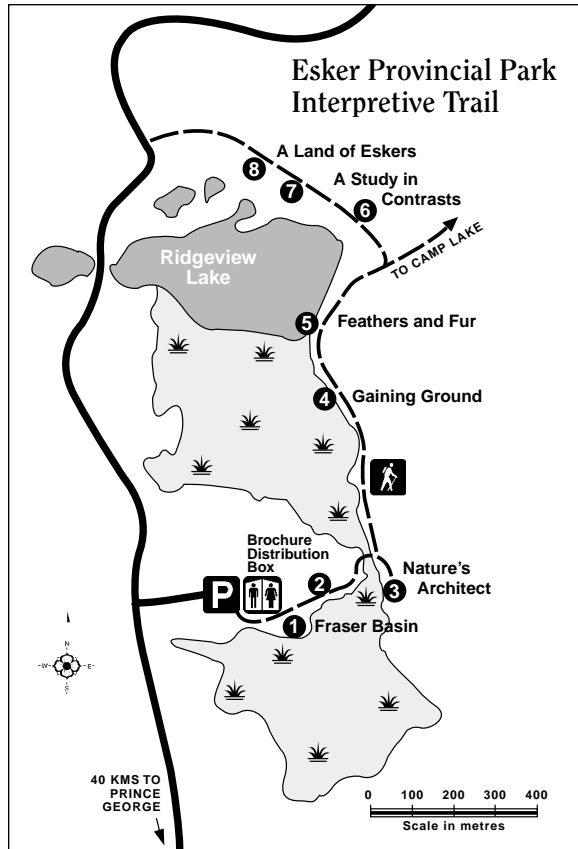 Esker Provincial Park
Interpretive Trail
A Land of Eskers
8
7
A Study in
Contrasts
6
TO CAMP LAKE
Ridgeview
Lake
5
Feathers and Fur
4
Gaining Ground
Brochure
Distribution
Box
P
2
Nature's
Architect
3
1
Fraser Basin
N
W
E
S
40 KMS TO
PRINCE
GEORGE
0 100 200 300 400
Scale in metres